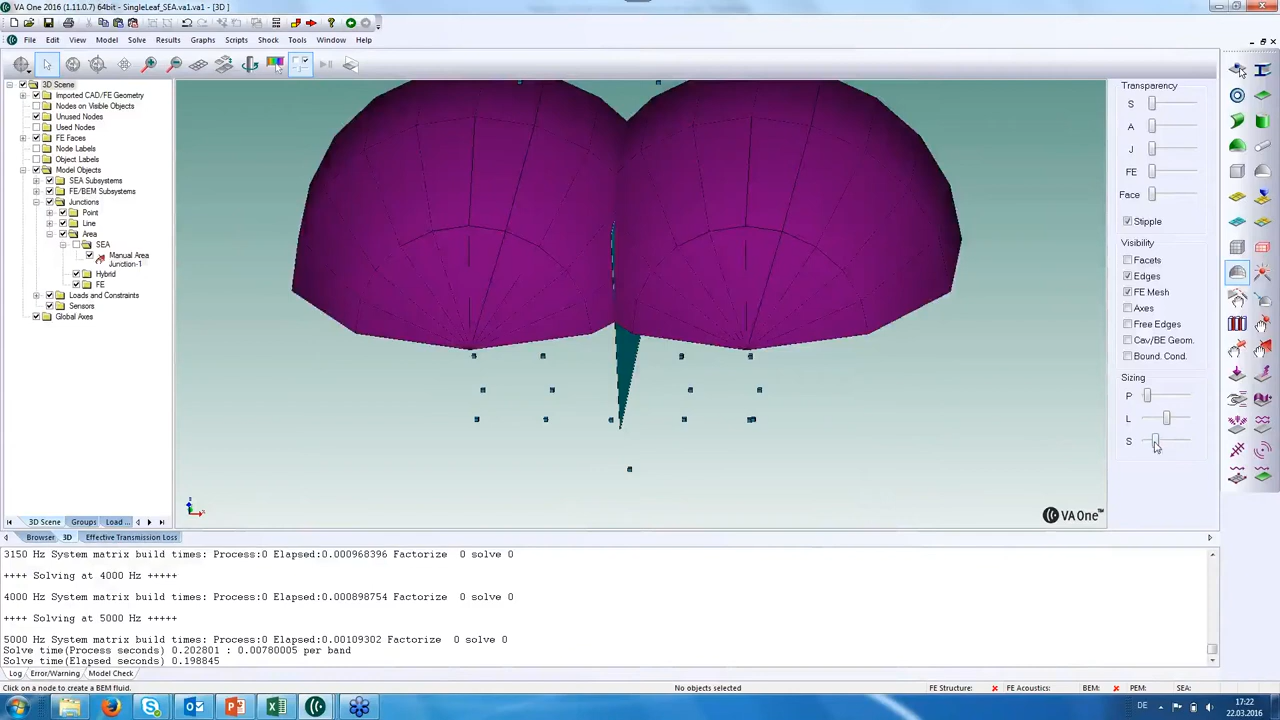 VA One 2016 (1.11.0.7) 64bit - SingleLeaf_SEA.va1.va1 - [3D ]
File Edit View Model Solve Results Graphs Scripts Shock Tools Window Help
3D Scene
Imported CAD/FE Geometry
Nodes on Visible Objects
Unused Nodes
Used Nodes
FE Faces
Node Labels
Object Labels
Model Objects
SEA Subsystems
FE/BEM Subsystems
Junctions
Point
Line
Area
SEA
Manual Area
Junction-1
Hybrid
FE
Loads and Constraints
Sensors
Global Axes
Transparency
S
A
J
FE
Face
Stipple
Visibility
Facets
Edges
FE Mesh
Axes
Free Edges
Cav/BE Geom.
Bound. Cond.
Sizing
P
L
S
VA One™
3D Scene Groups Load ...
Browser 3D Effective Transmission Loss
3150 Hz System matrix build times: Process:0 Elapsed:0.000968396 Factorize 0 solve 0
++++ Solving at 4000 Hz +++++
4000 Hz System matrix build times: Process:0 Elapsed:0.000898754 Factorize 0 solve 0
++++ Solving at 5000 Hz +++++
5000 Hz System matrix build times: Process:0 Elapsed:0.00109302 Factorize 0 solve 0
Solve time(Process seconds) 0.202801 : 0.00780005 per band
Solve time(Elapsed seconds) 0.198845
Log Error/Warning Model Check
Click on a node to create a BEM fluid. No objects selected FE Structure: FE Acoustics: BEM: PEM: SEA:
DE 17:22
22.03.2016